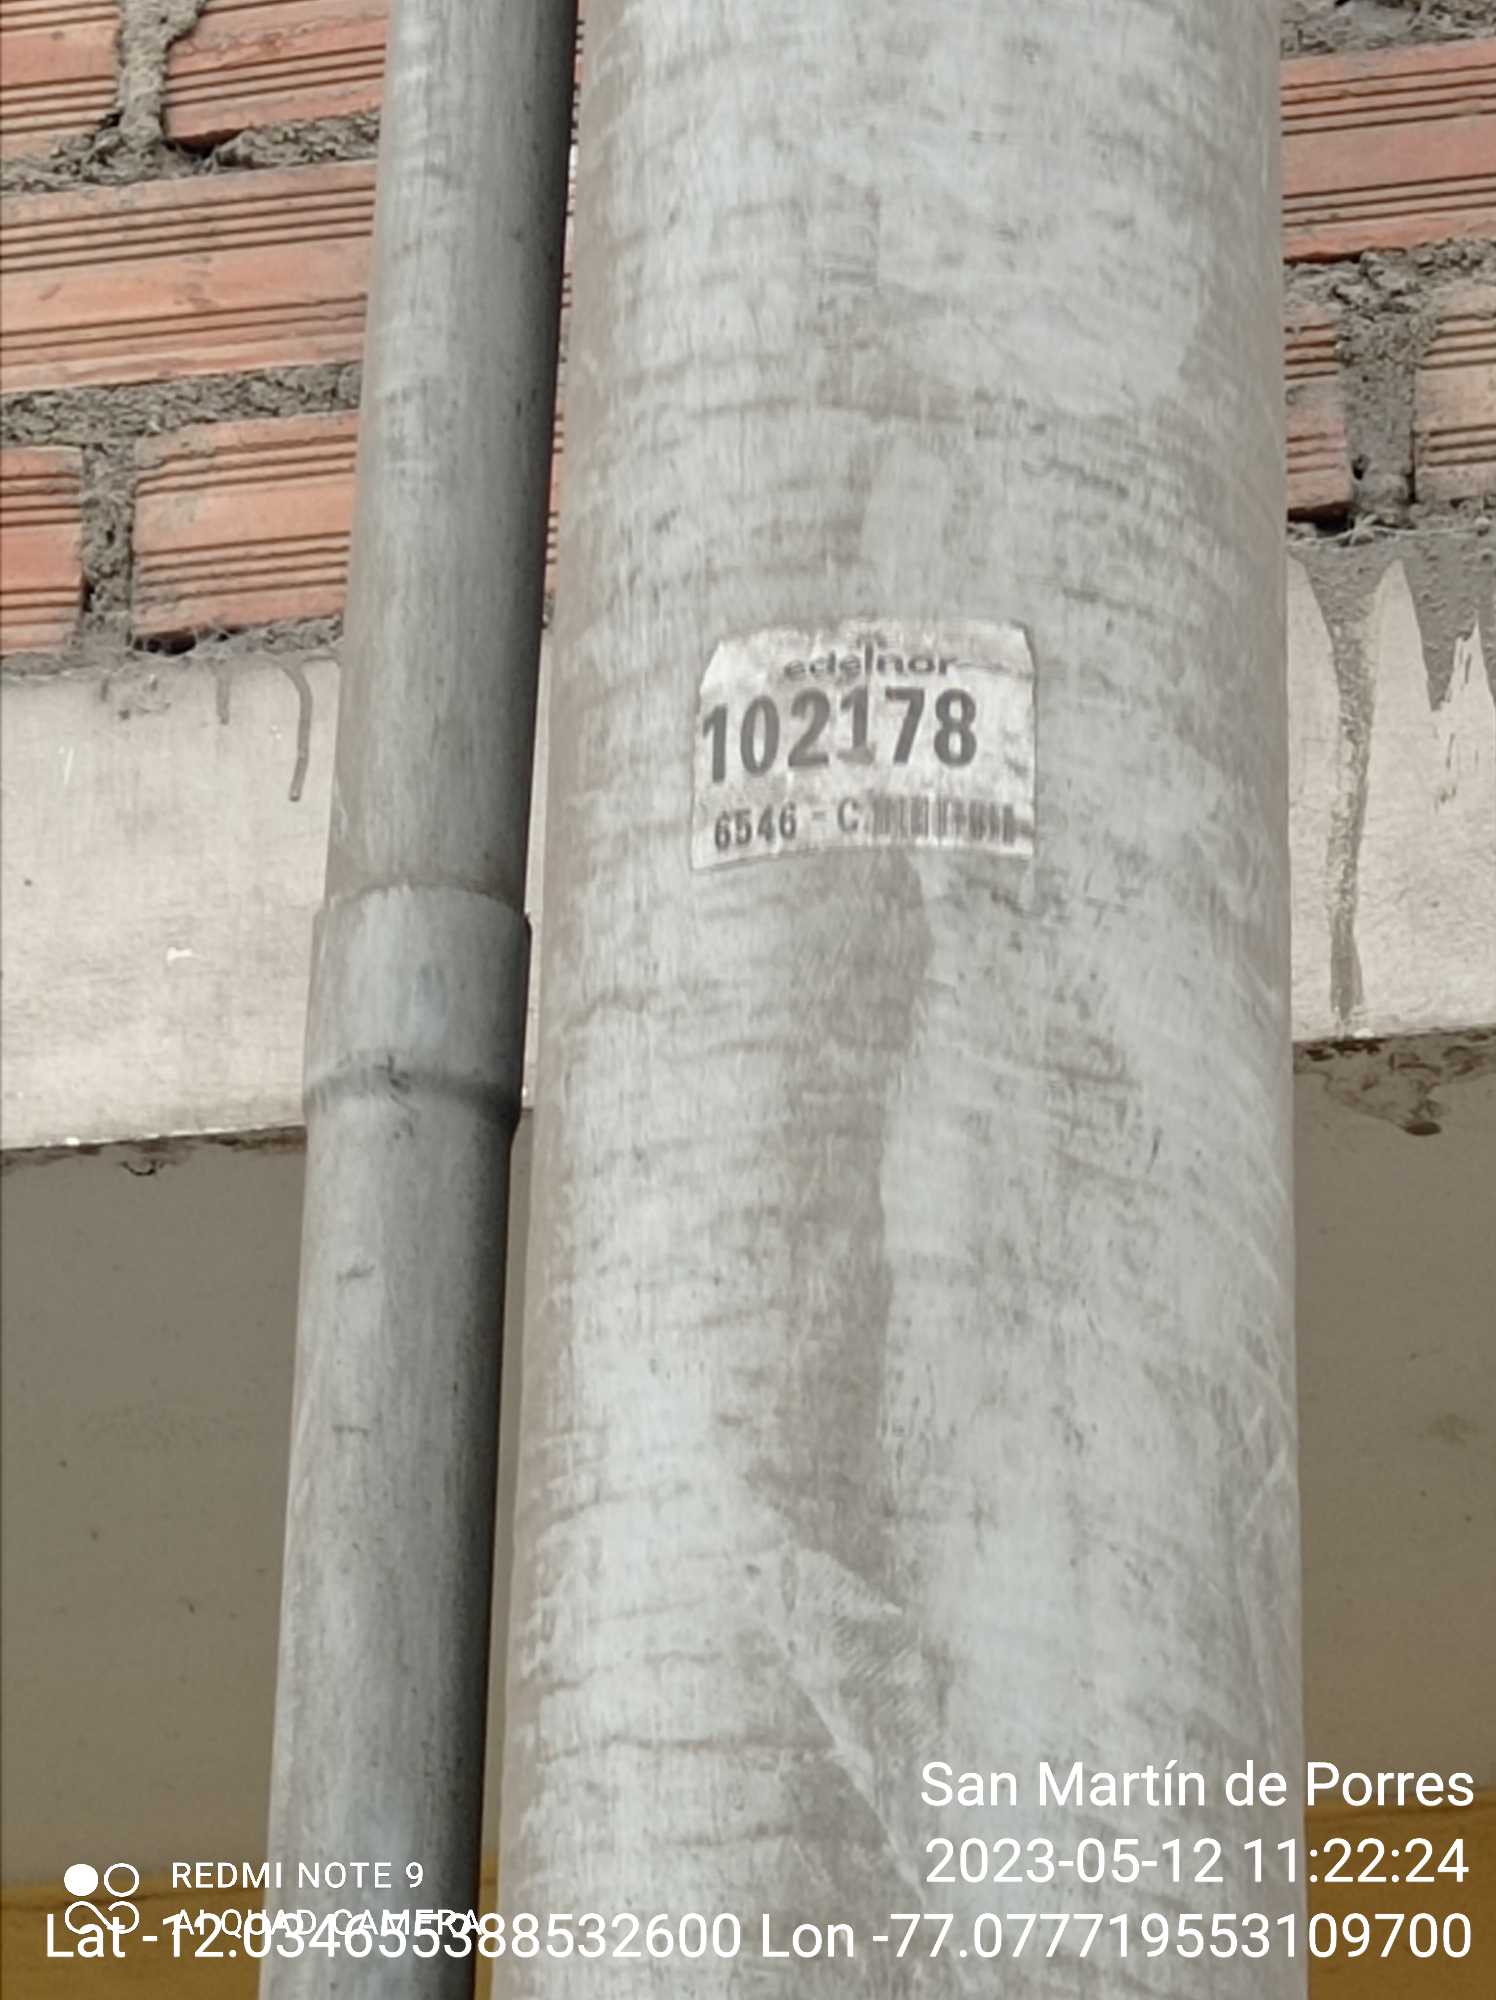 edelnor
102178
6546 - C
San Martín de Porres
2023-05-12 11:22:24
REDMI NOTE 9
AI QUAD CAMERA
Lat -12.034655388532600 Lon -77.077719553109700